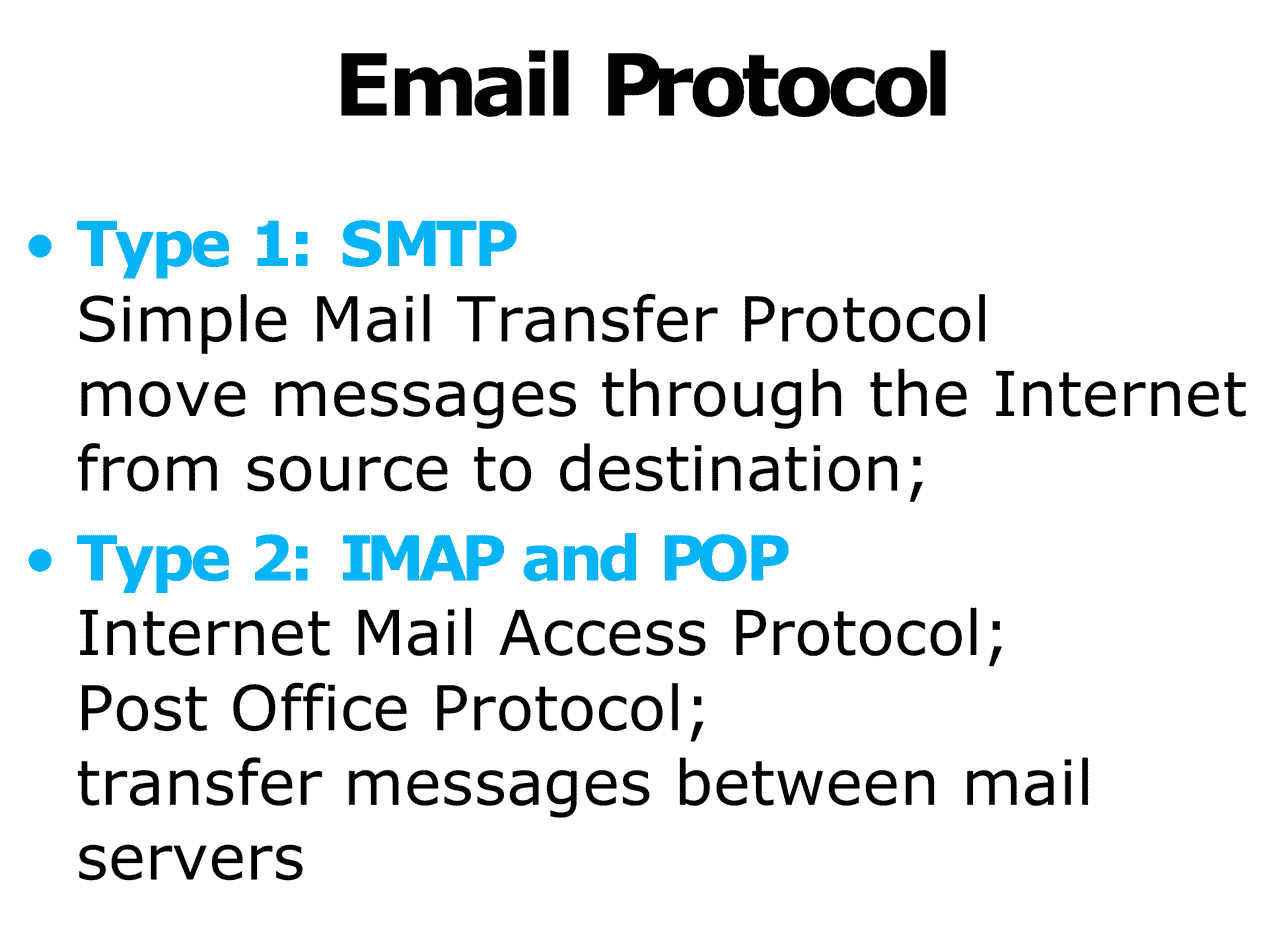 Email Protocol
• Type 1: SMTP
Simple Mail Transfer Protocol
move messages through the Internet
from source to destination;
• Type 2: IMAP and POP
Internet Mail Access Protocol;
Post Office Protocol;
transfer messages between mail
servers